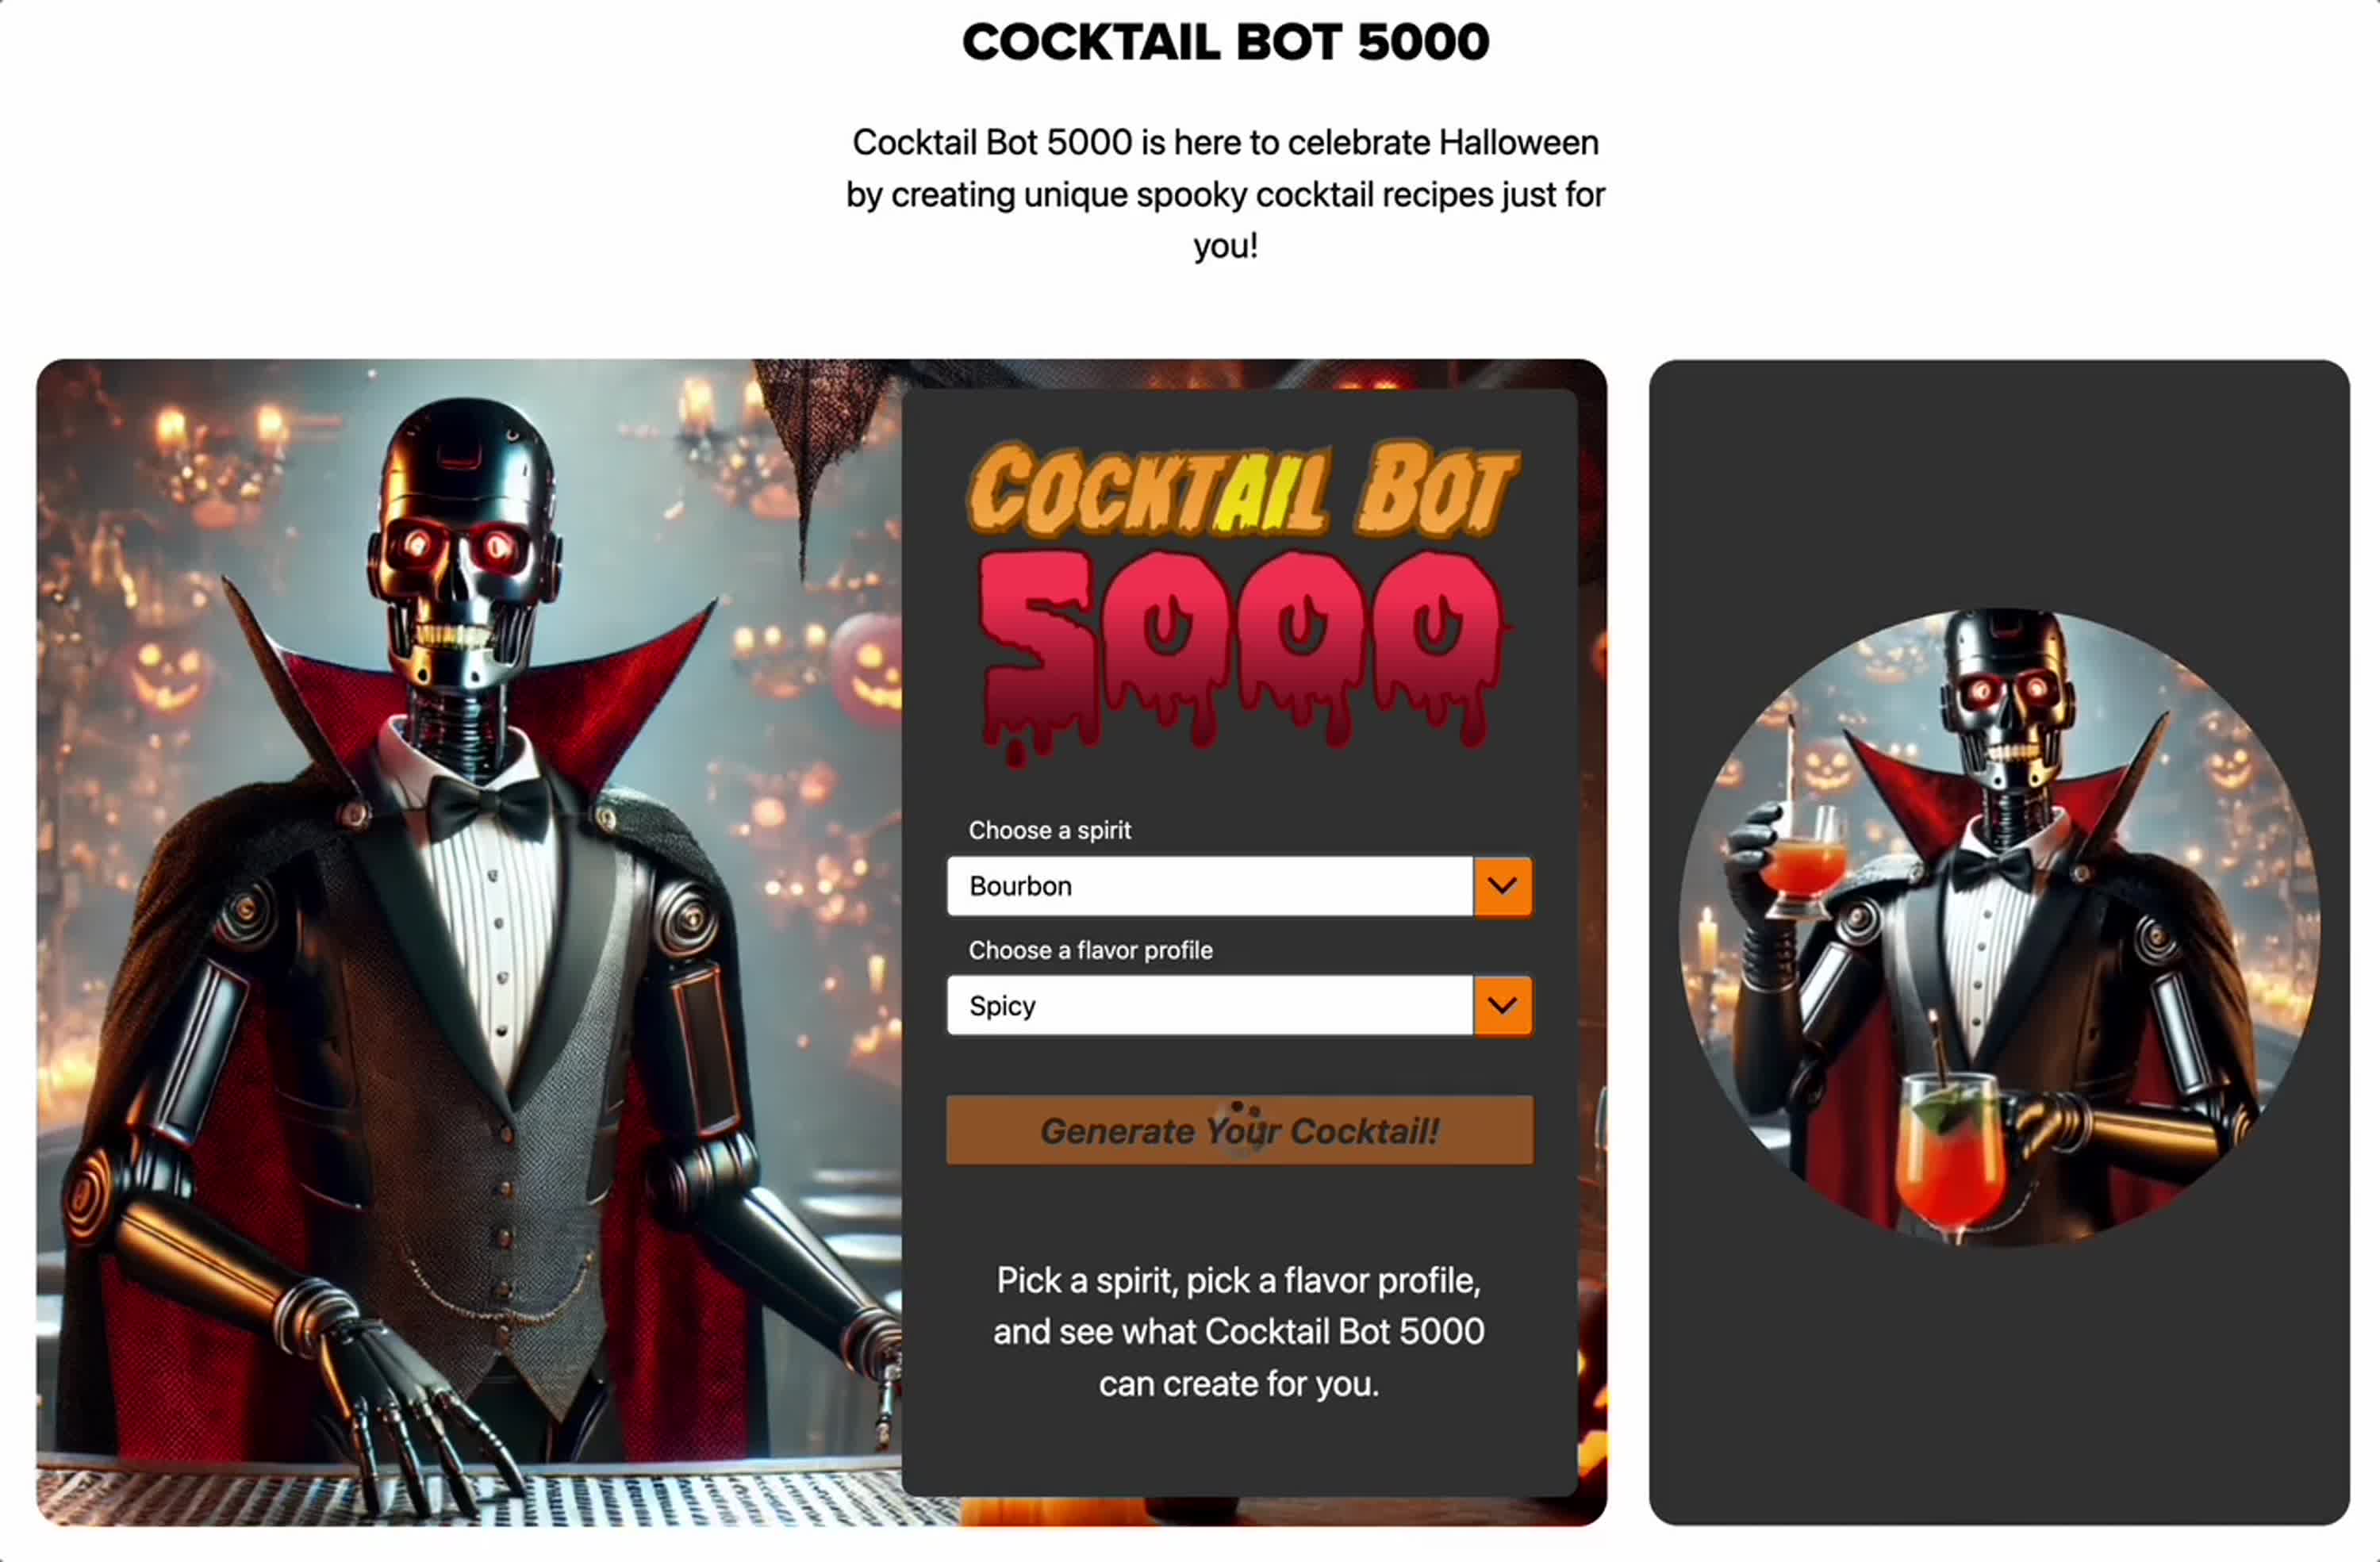 COCKTAIL BOT 5000
Cocktail Bot 5000 is here to celebrate Halloween
by creating unique spooky cocktail recipes just for
you!
COCKTAIL BOT
5000
Choose a spirit
Bourbon
Choose a flavor profile
Spicy
Generate Your Cocktail!
Pick a spirit, pick a flavor profile,
and see what Cocktail Bot 5000
can create for you.